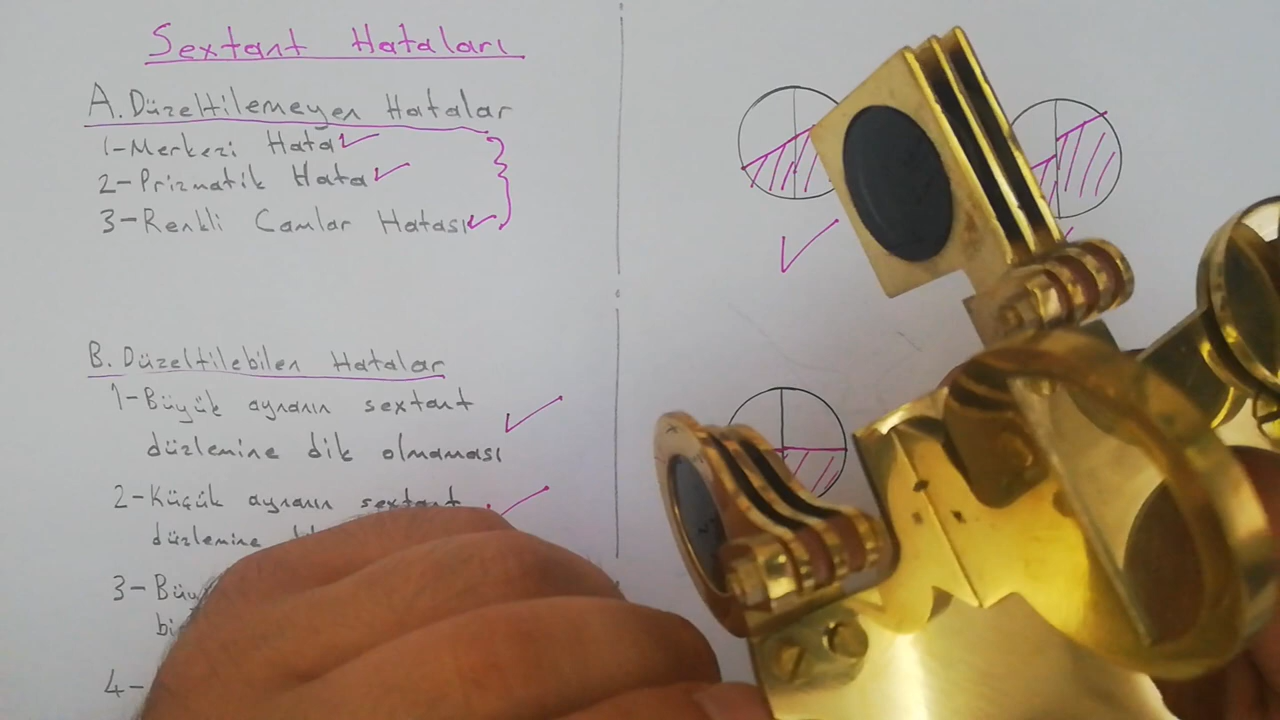 Sextant Hataları
A. Düzeltilemeyen Hatalar
1-Merkezi Hata
2-Prizmatik Hata
3-Renkli Camlar Hatası
B. Düzeltilebilen Hatalar
1-Büyük aynanın sextant
düzlemine dik olmaması
2-Küçük aynanın sextant
düzlemine
3-
4-